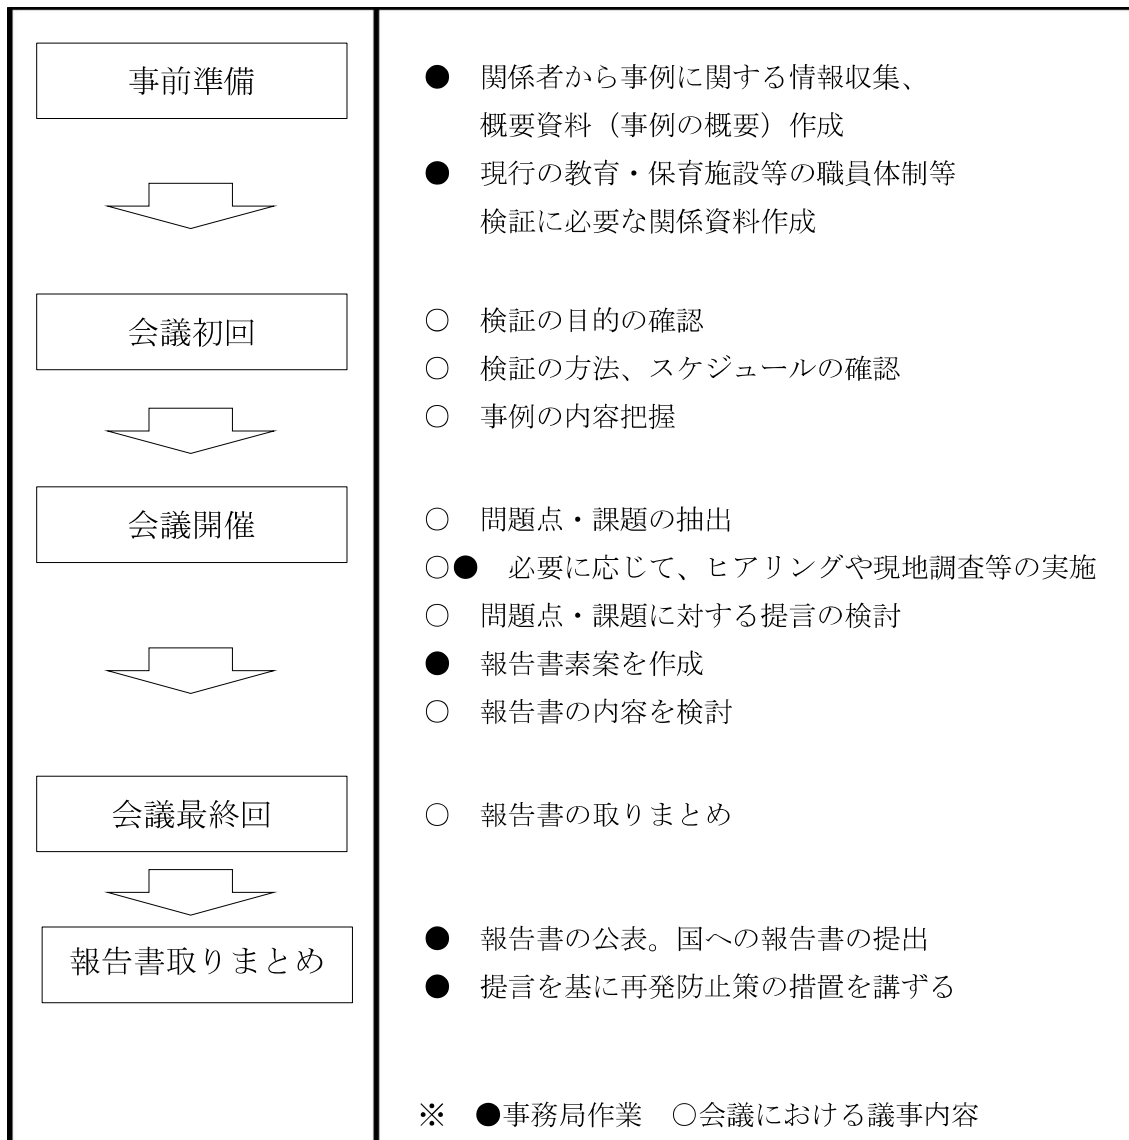 事前準備
● 関係者から事例に関する情報収集、
概要資料（事例の概要）作成
● 現行の教育・保育施設等の職員体制等
検証に必要な関係資料作成
会議初回
○ 検証の目的の確認
○ 検証の方法、スケジュールの確認
○ 事例の内容把握
会議開催
○ 問題点・課題の抽出
○● 必要に応じて、ヒアリングや現地調査等の実施
○ 問題点・課題に対する提言の検討
● 報告書素案を作成
○ 報告書の内容を検討
会議最終回
○ 報告書の取りまとめ
報告書取りまとめ
● 報告書の公表。国への報告書の提出
● 提言を基に再発防止策の措置を講ずる
※ ●事務局作業 ○会議における議事内容